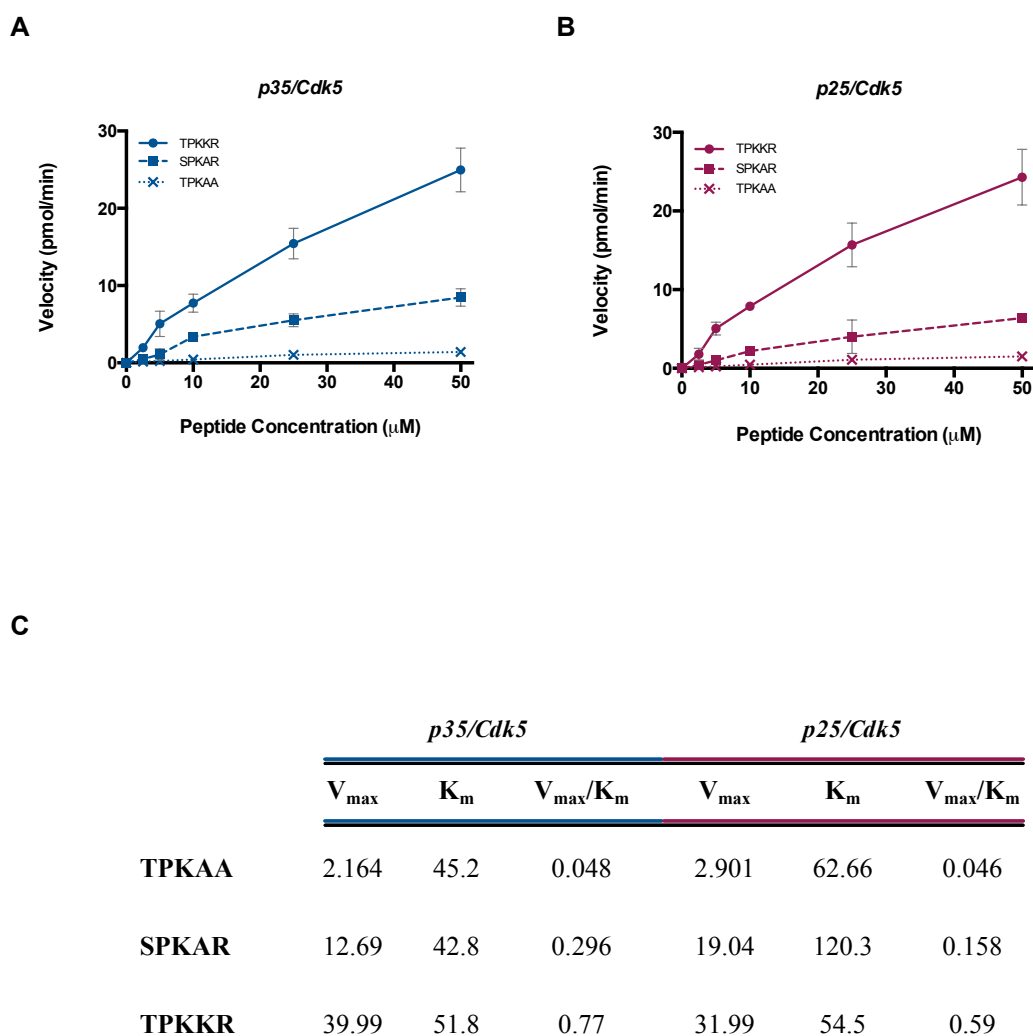 A
p35/Cdk5
TPKKR
SPKAR
TPKAA
30
20
10
0
0 10 20 30 40 50
Velocity (pmol/min)
Peptide Concentration (μM)
B
p25/Cdk5
TPKKR
SPKAR
TPKAA
30
20
10
0
0 10 20 30 40 50
Velocity (pmol/min)
Peptide Concentration (μM)
C
p35/Cdk5 p25/Cdk5
Vmax Km Vmax/Km Vmax Km Vmax/Km
TPKAA 2.164 45.2 0.048 2.901 62.66 0.046
SPKAR 12.69 42.8 0.296 19.04 120.3 0.158
TPKKR 39.99 51.8 0.77 31.99 54.5 0.59